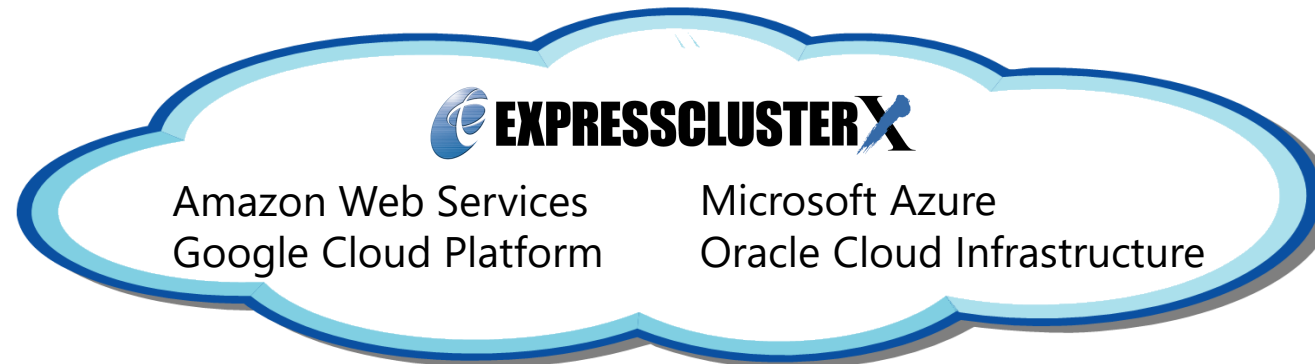 EXPRESSCLUSTER X
Amazon Web Services
Google Cloud Platform
Microsoft Azure
Oracle Cloud Infrastructure